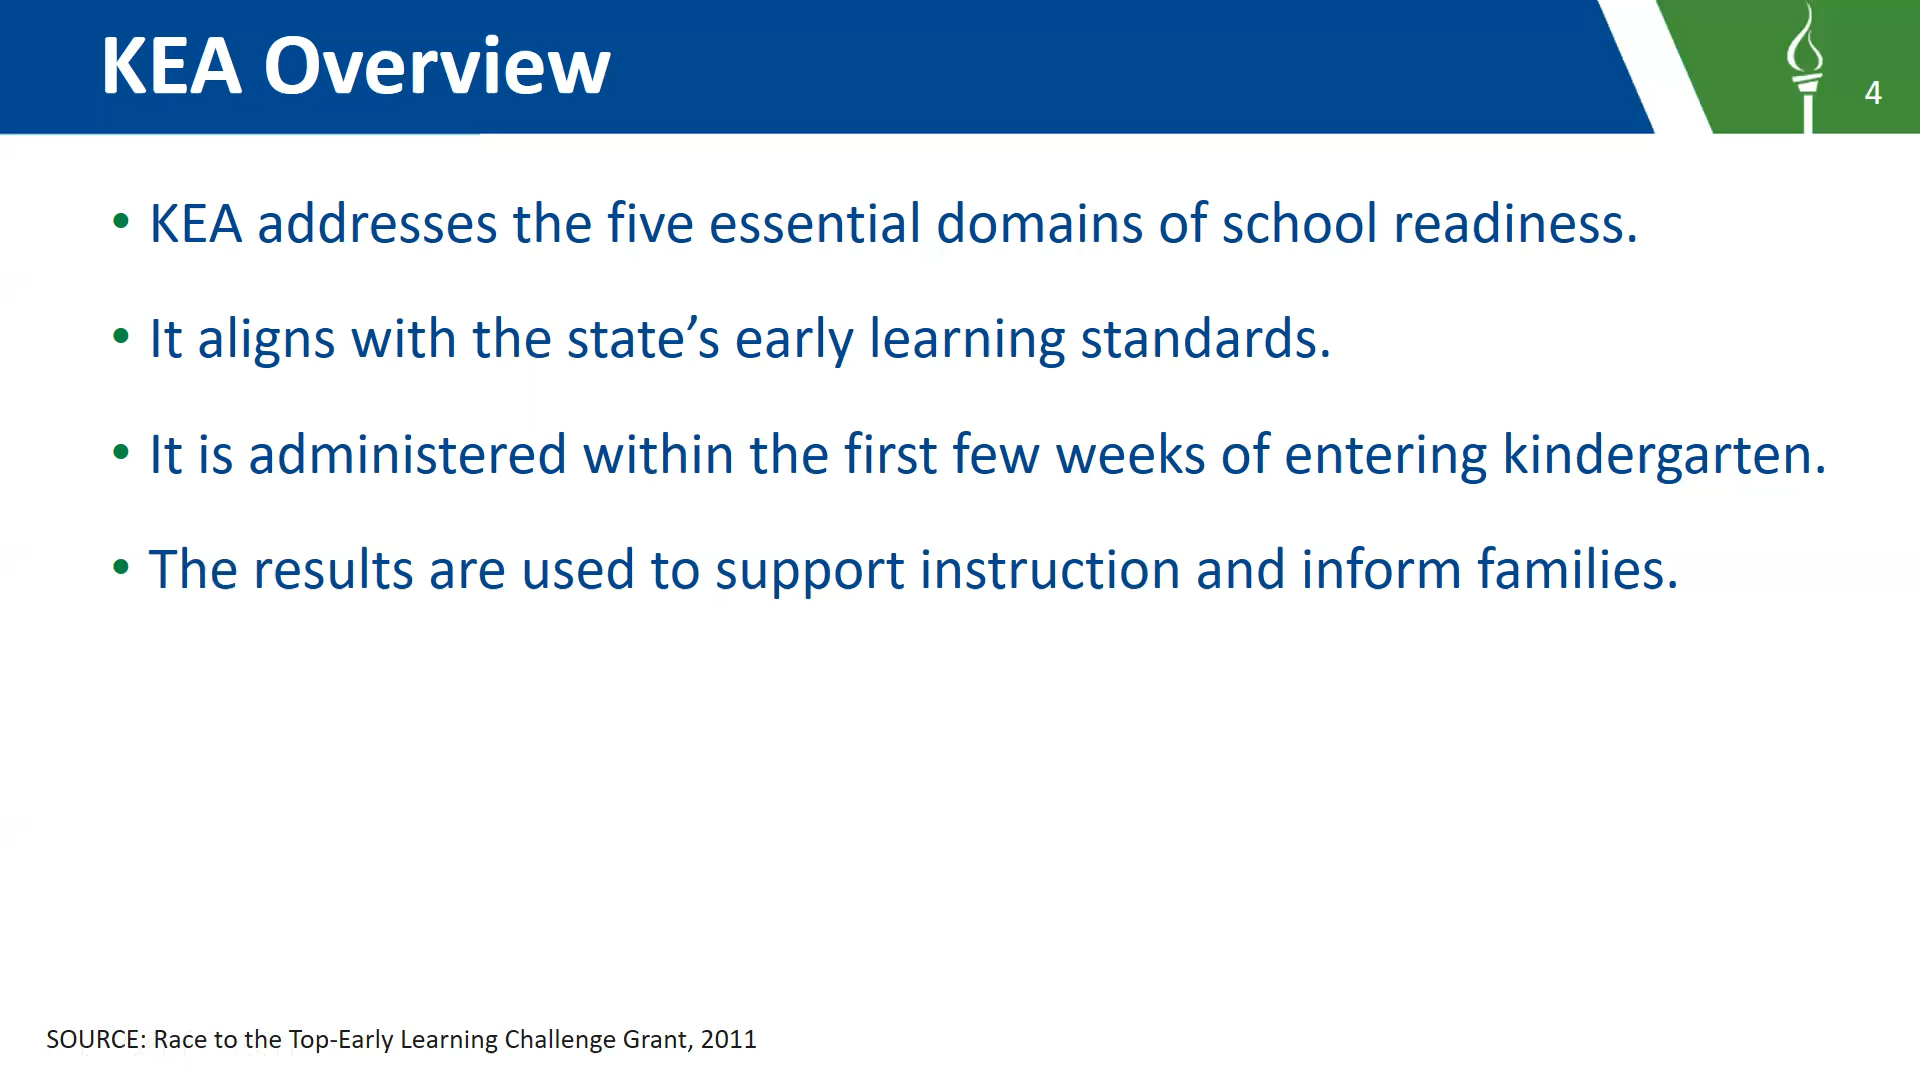 KEA Overview
4
• KEA addresses the five essential domains of school readiness.
• It aligns with the state’s early learning standards.
• It is administered within the first few weeks of entering kindergarten.
• The results are used to support instruction and inform families.
SOURCE: Race to the Top-Early Learning Challenge Grant, 2011